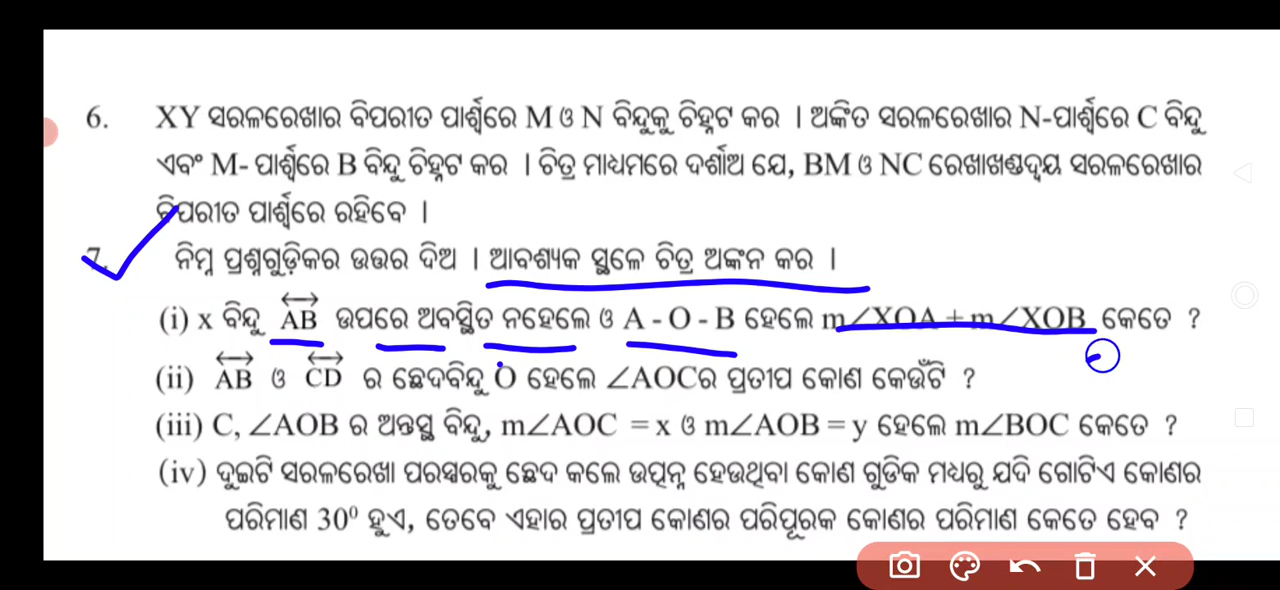 6. XY ସରଳରେଖାର ବିପରୀତ ପାର୍ଶ୍ୱରେ M ଓ N ବିନ୍ଦୁକୁ ଚିହ୍ନଟ କର । ଅଙ୍କିତ ସରଳରେଖାର N-ପାର୍ଶ୍ୱରେ C ବିନ୍ଦୁ
ଏବଂ M- ପାର୍ଶ୍ୱରେ B ବିନ୍ଦୁ ଚିହ୍ନଟ କର । ଚିତ୍ର ମାଧ୍ୟମରେ ଦର୍ଶାଅ ଯେ, BM ଓ NC ରେଖାଖଣ୍ଡଦ୍ୱୟ ସରଳରେଖାର
ବିପରୀତ ପାର୍ଶ୍ୱରେ ରହିବେ ।
7. ନିମ୍ନ ପ୍ରଶ୍ନଗୁଡ଼ିକର ଉତ୍ତର ଦିଅ । ଆବଶ୍ୟକ ସ୍ଥଳେ ଚିତ୍ର ଅଙ୍କନ କର ।
(i) x ବିନ୍ଦୁ \overleftrightarrow{AB} ଉପରେ ଅବସ୍ଥିତ ନହେଲେ ଓ A - O - B ହେଲେ m∠XOA + m∠XOB କେତେ ?
(ii) \overleftrightarrow{AB} ଓ \overleftrightarrow{CD} ର ଛେଦବିନ୍ଦୁ O ହେଲେ ∠AOCର ପ୍ରତୀପ କୋଣ କେଉଁଟି ?
(iii) C, ∠AOB ର ଅନ୍ତସ୍ଥ ବିନ୍ଦୁ, m∠AOC = x ଓ m∠AOB = y ହେଲେ m∠BOC କେତେ ?
(iv) ଦୁଇଟି ସରଳରେଖା ପରସ୍ପରକୁ ଛେଦ କଲେ ଉତ୍ପନ୍ନ ହେଉଥିବା କୋଣ ଗୁଡିକ ମଧ୍ୟରୁ ଯଦି ଗୋଟିଏ କୋଣର
ପରିମାଣ 30⁰ ହୁଏ, ତେବେ ଏହାର ପ୍ରତୀପ କୋଣର ପରିପୂରକ କୋଣର ପରିମାଣ କେତେ ହେବ ?